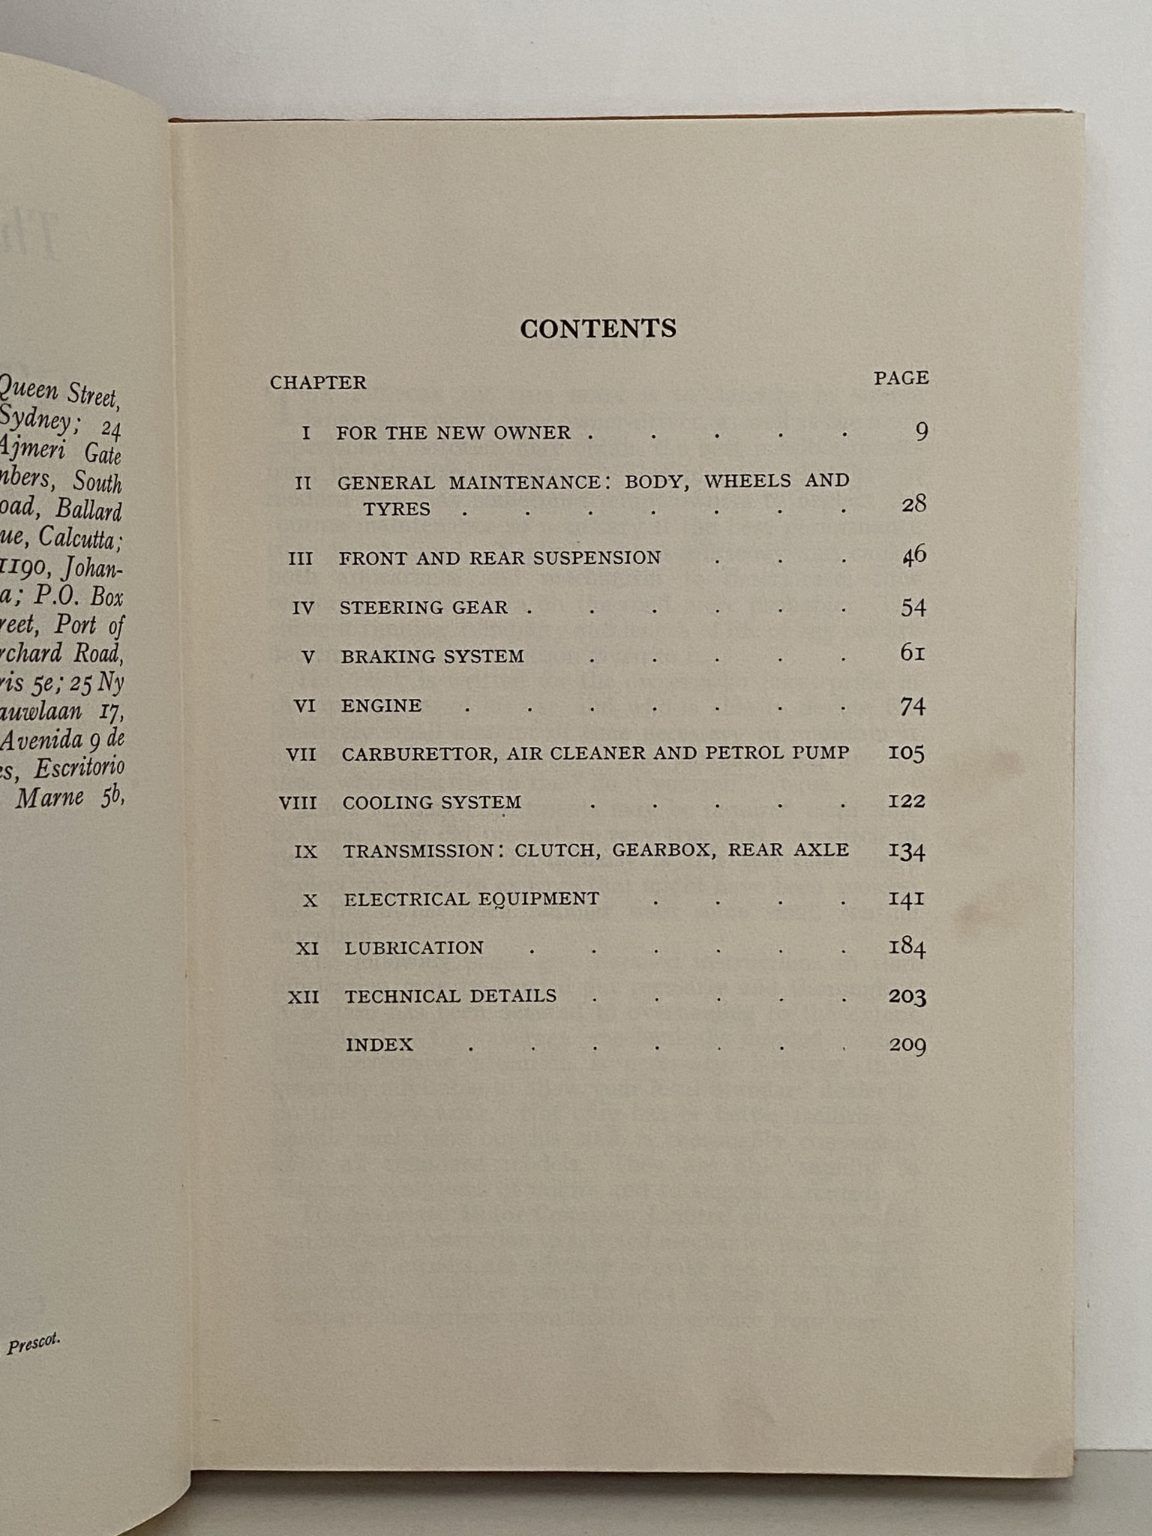 Queen Street,
Sydney; 24
Ajmeri Gate
mbers, South
oad, Ballard
ue, Calcutta;
1190, Johan-
a; P.O. Box
reet, Port of
rchard Road,
ris 5e; 25 Ny
auwlaan 17,
Avenida 9 de
es, Escritorio
Marne 5b,
Prescot.
CONTENTS
CHAPTER PAGE
I FOR THE NEW OWNER . . . . . 9
II GENERAL MAINTENANCE: BODY, WHEELS AND
TYRES . . . . . . . 28
III FRONT AND REAR SUSPENSION . . . 46
IV STEERING GEAR . . . . . . 54
V BRAKING SYSTEM . . . . . 61
VI ENGINE . . . . . . . 74
VII CARBURETTOR, AIR CLEANER AND PETROL PUMP 105
VIII COOLING SYSTEM . . . . . 122
IX TRANSMISSION: CLUTCH, GEARBOX, REAR AXLE 134
X ELECTRICAL EQUIPMENT . . . . 141
XI LUBRICATION . . . . . . 184
XII TECHNICAL DETAILS . . . . . 203
INDEX . . . . . . . 209